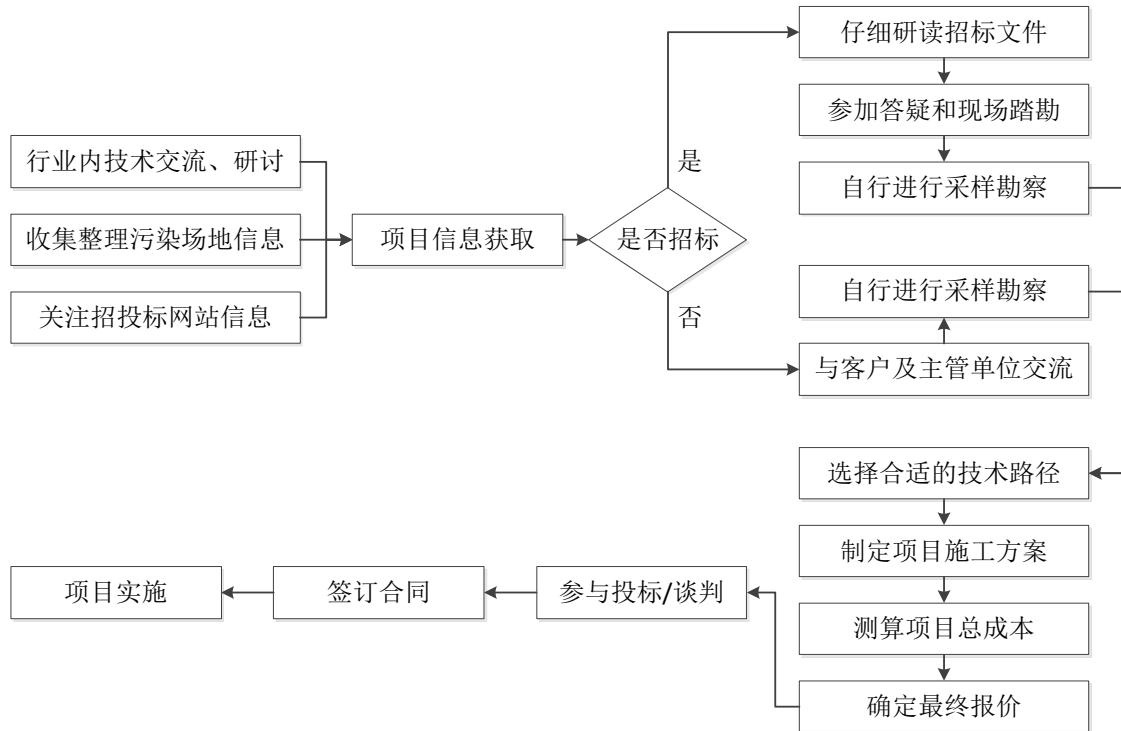 仔细研读招标文件
参加答疑和现场踏勘
行业内技术交流、研讨
是
自行进行采样勘察
收集整理污染场地信息
项目信息获取
是否招标
自行进行采样勘察
关注招投标网站信息
否
与客户及主管单位交流
选择合适的技术路径
制定项目施工方案
项目实施
签订合同
参与投标/谈判
测算项目总成本
确定最终报价